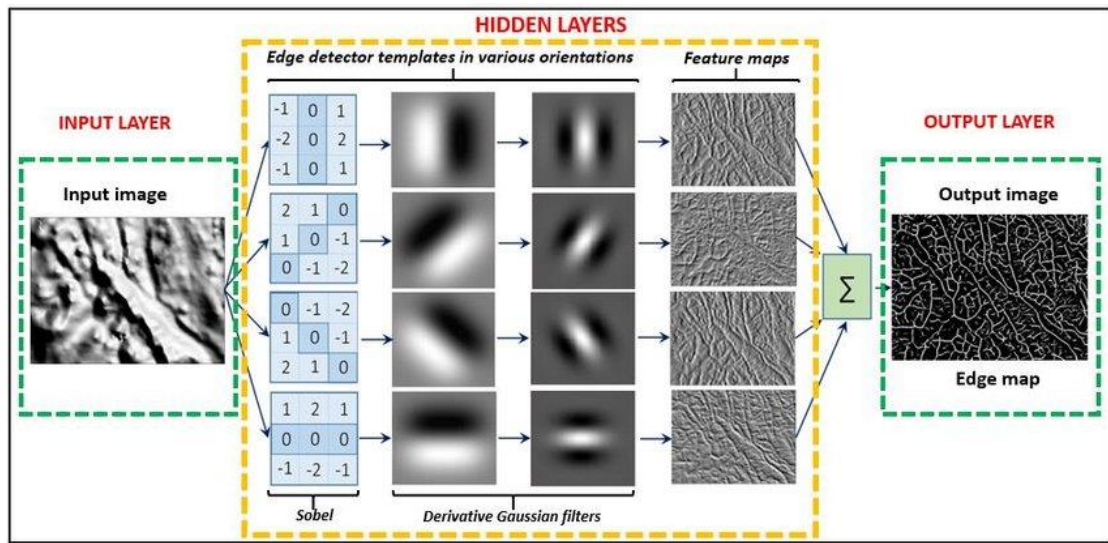 HIDDEN LAYERS
Edge detector templates in various orientations
Feature maps
INPUT LAYER
Input image
-1 0 1
-2 0 2
-1 0 1
2 1 0
1 0 -1
0 -1 -2
0 -1 -2
1 0 -1
2 1 0
1 2 1
0 0 0
-1 -2 -1
Sobel
Derivative Gaussian filters
Σ
OUTPUT LAYER
Output image
Edge map